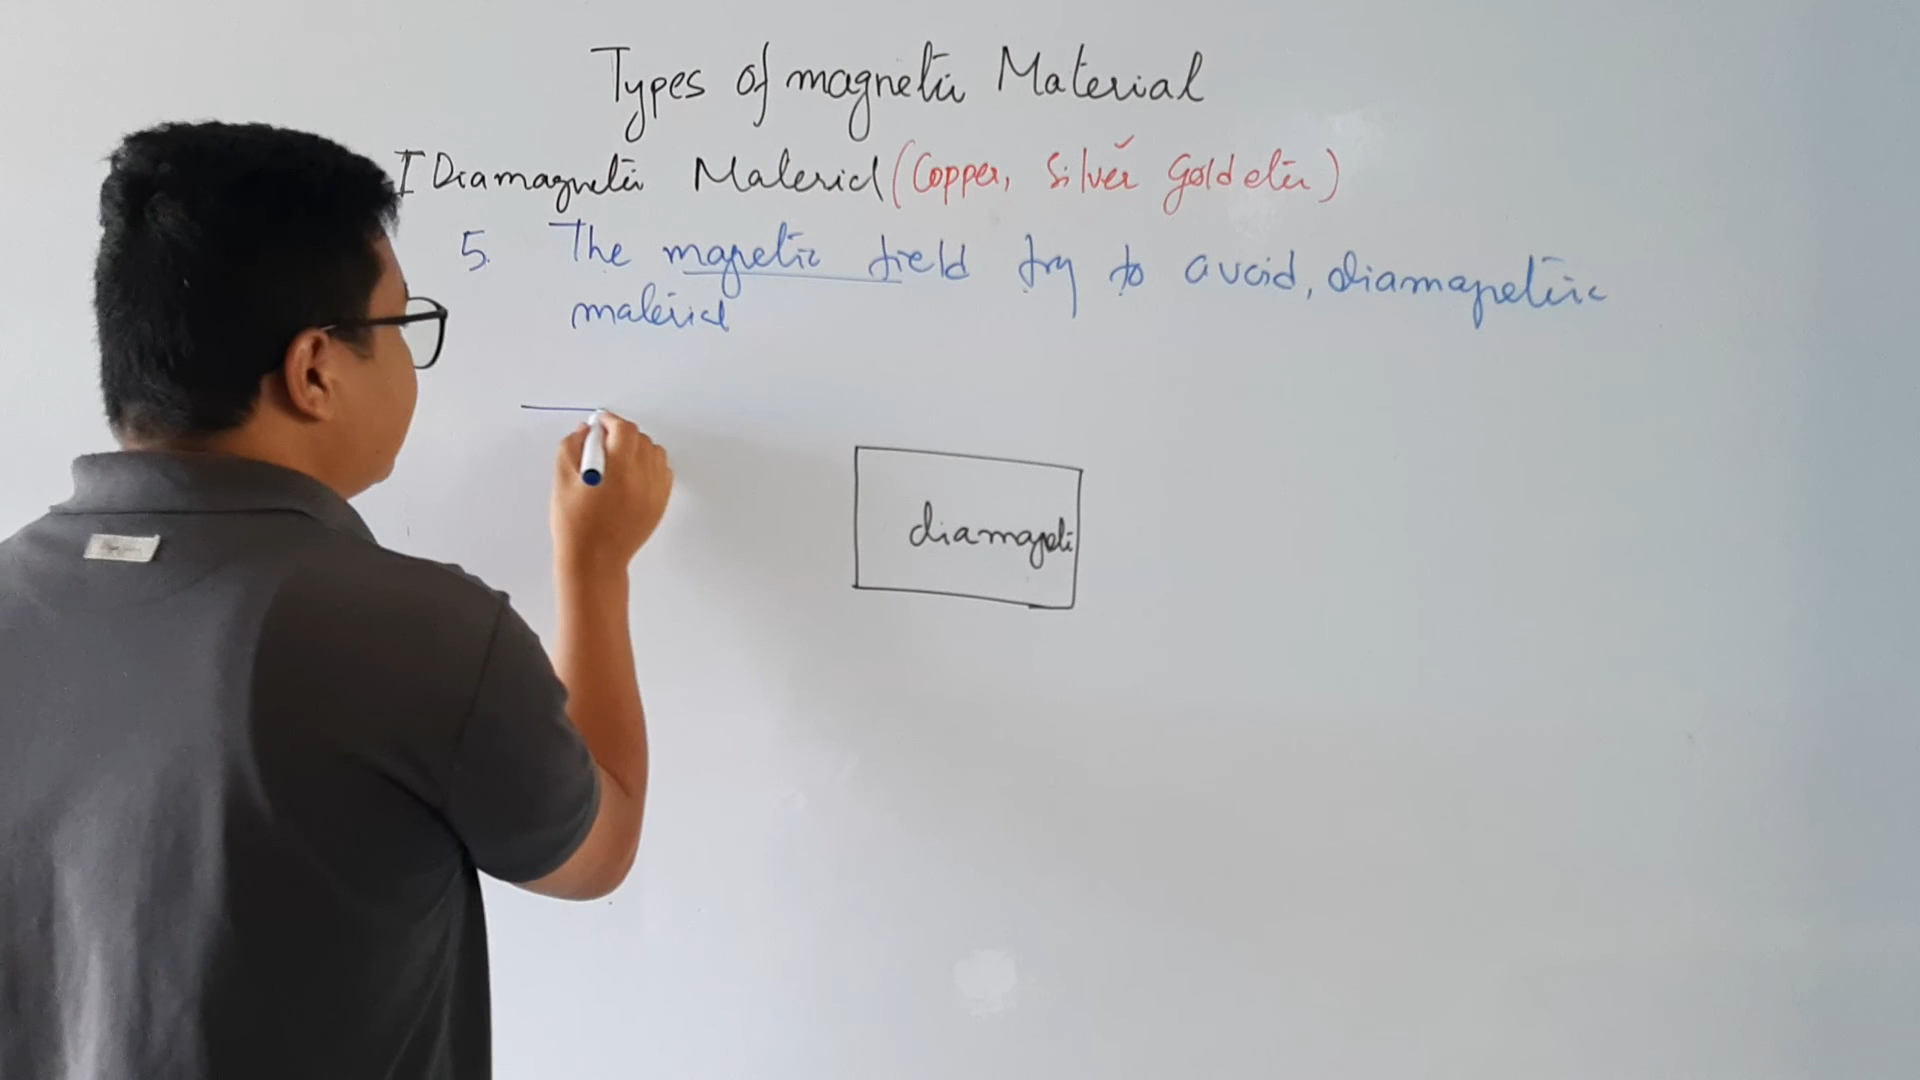 Types of magnetic Material
I Diamagnetic Material (Copper, Silver Gold etc)
5. The magnetic field try to avoid, diamagnetic
material
diamagnetic